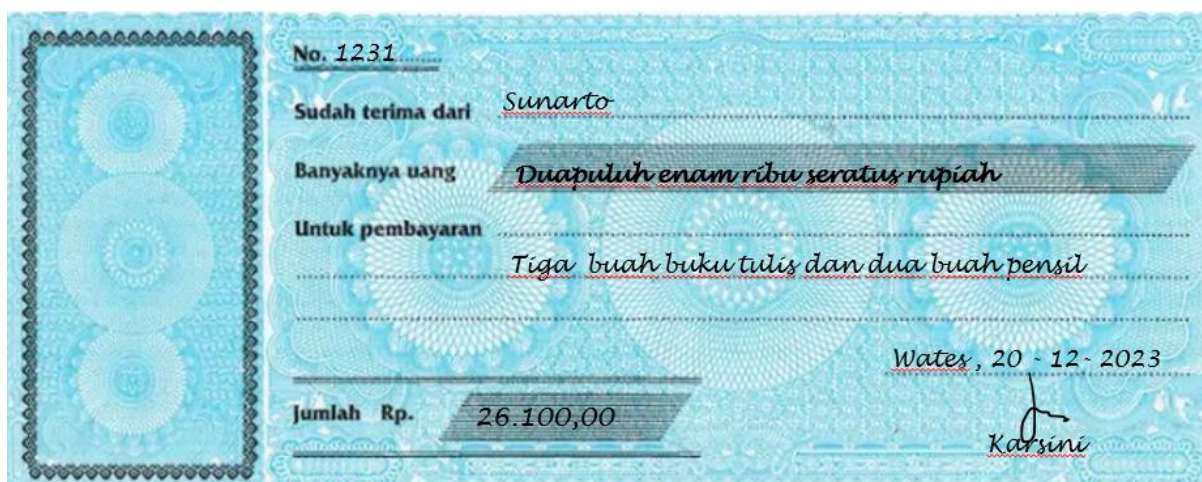 No. 1231
Sudah terima dari Sunarto
Banyaknya uang Duapuluh enam ribu seratus rupiah
Untuk pembayaran
Tiga buah buku tulis dan dua buah pensil
Wates, 20 - 12 - 2023
Jumlah Rp. 26.100,00
Karsini